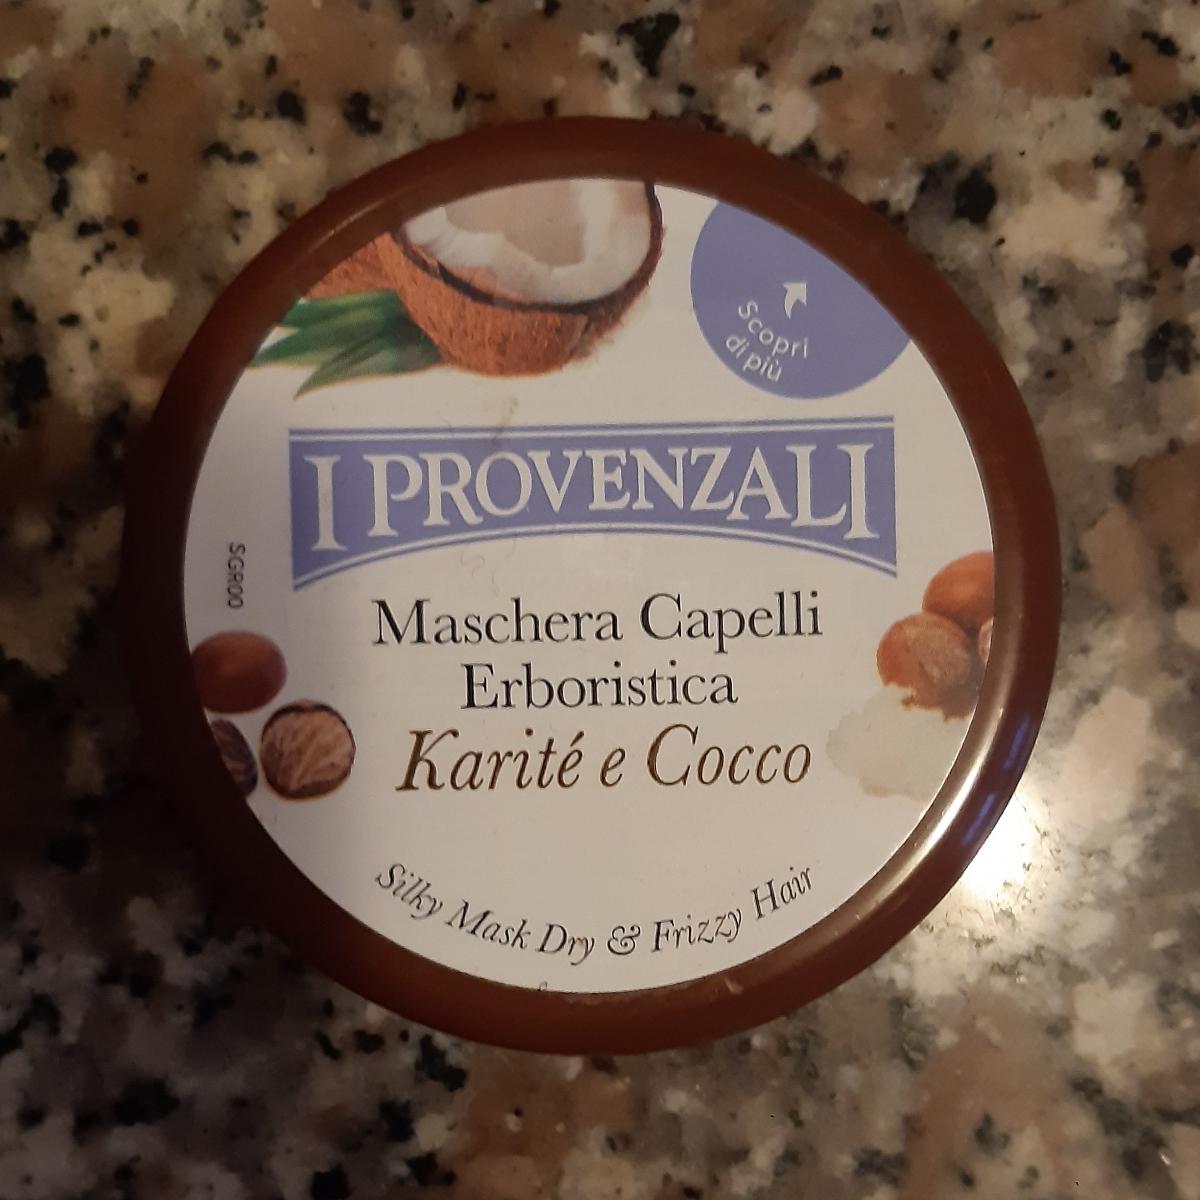 Scopri
di più
I PROVENZALI
SGR00
Maschera Capelli
Erboristica
Karité e Cocco
Silky Mask Dry & Frizzy Hair